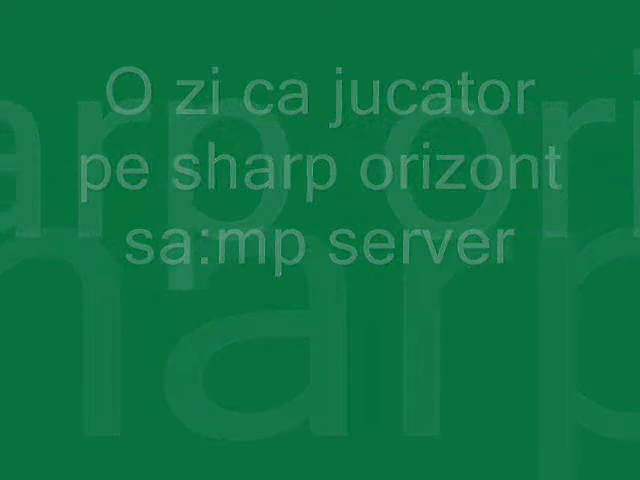 O zi ca jucator
pe sharp orizont
sa:mp server